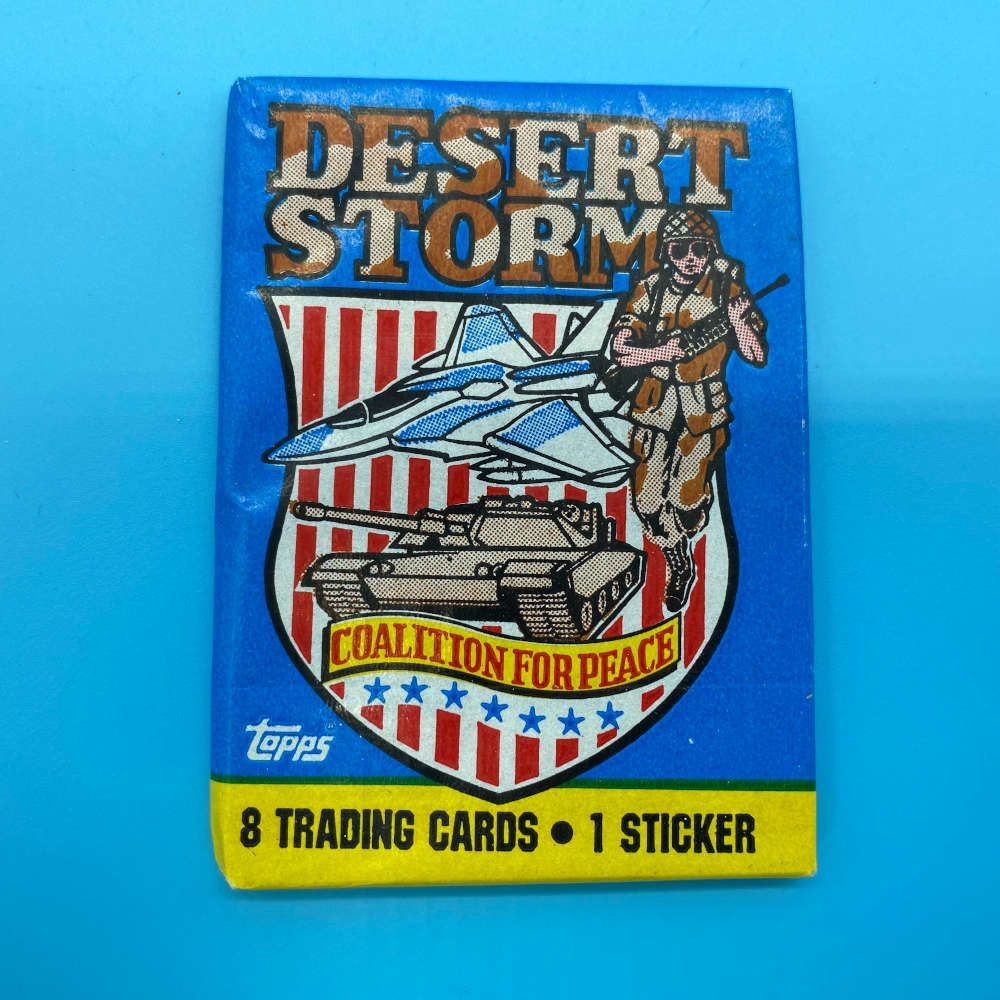 DESERT
STORM
COALITION FOR PEACE
topps
8 TRADING CARDS • 1 STICKER